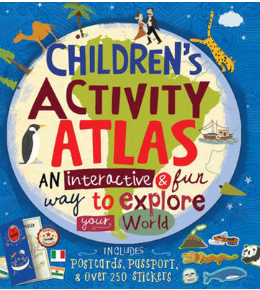 CHILDREN'S
ACTIVITY
ATLAS
AN interactive & fun
way to explore
your World
INCLUDES
Postcards, Passport,
& Over 250 Stickers